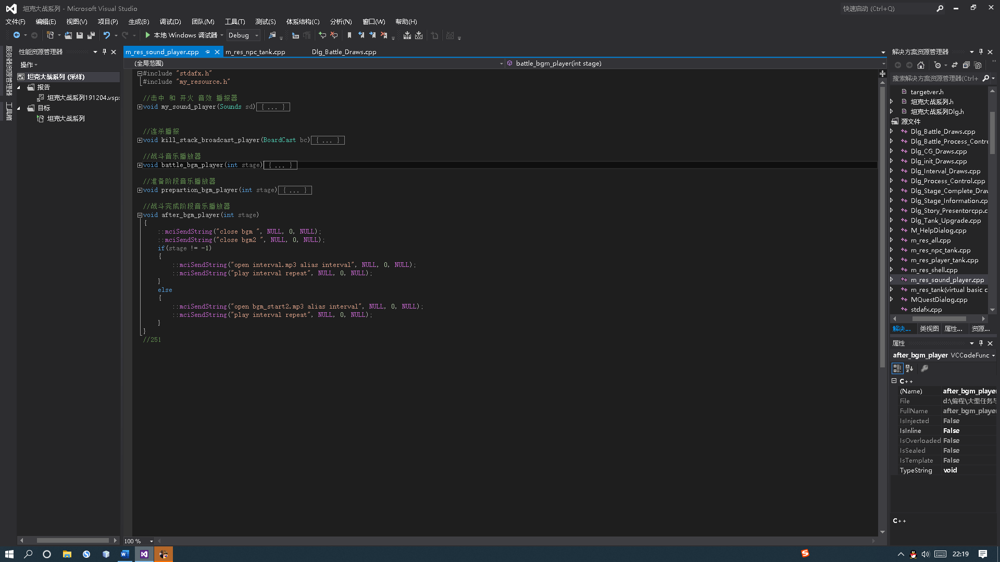 坦克大战系列 - Microsoft Visual Studio
快速启动 (Ctrl+Q)
文件(F) 编辑(E) 视图(V) 项目(P) 生成(B) 调试(D) 团队(M) 工具(T) 测试(S) 体系结构(C) 分析(N) 窗口(W) 帮助(H)
本地 Windows 调试器 Debug
服务器资源管理器
工具箱
性能资源管理器
操作
坦克大战系列 (采样)
报告
坦克大战系列191204.vsp
目标
坦克大战系列
m_res_sound_player.cpp m_res_npc_tank.cpp Dlg_Battle_Draws.cpp
(全局范围) battle_bgm_player(int stage)
#include "stdafx.h"
#include "my_resource.h"
//击中 和 开火 音效 播报器
void my_sound_player(Sounds sd){ ... }
//连杀播报
void kill_stack_broadcast_player(BoardCast bc){ ... }
//战斗音乐播放器
void battle_bgm_player(int stage){ ... }
//准备阶段音乐播放器
void prepartion_bgm_player(int stage){ ... }
//战斗完成阶段音乐播放器
void after_bgm_player(int stage)
{
::mciSendString("close bgm ", NULL, 0, NULL);
::mciSendString("close bgm2 ", NULL, 0, NULL);
if(stage != -1)
{
::mciSendString("open interval.mp3 alias interval", NULL, 0, NULL);
::mciSendString("play interval repeat", NULL, 0, NULL);
}
else
{
::mciSendString("open bgm_start2.mp3 alias interval", NULL, 0, NULL);
::mciSendString("play interval repeat", NULL, 0, NULL);
}
}
//251
100 %
解决方案资源管理器
搜索解决方案资源管理器(Ctrl+
targetver.h
坦克大战系列.h
坦克大战系列Dlg.h
源文件
Dlg_Battle_Draws.cpp
Dlg_Battle_Process_Contro
Dlg_CG_Draws.cpp
Dlg_init_Draws.cpp
Dlg_Interval_Draws.cpp
Dlg_Process_Control.cpp
Dlg_Stage_Complete_Drav
Dlg_Stage_Information.cp
Dlg_Story_Presentorcpp.c
Dlg_Tank_Upgrade.cpp
M_HelpDialog.cpp
m_res_all.cpp
m_res_npc_tank.cpp
m_res_player_tank.cpp
m_res_shell.cpp
m_res_sound_player.cpp
m_res_tank(virtual basic c
MQuestDialog.cpp
stdafx.cpp
解决... 类视图 属性... 资源...
属性
after_bgm_player VCCodeFunc
C++
(Name) after_bgm_player
File d:\编程\大型任务与
FullName after_bgm_player
IsInjected False
IsInline False
IsOverloaded False
IsSealed False
IsTemplate False
TypeString void
C++
22:19